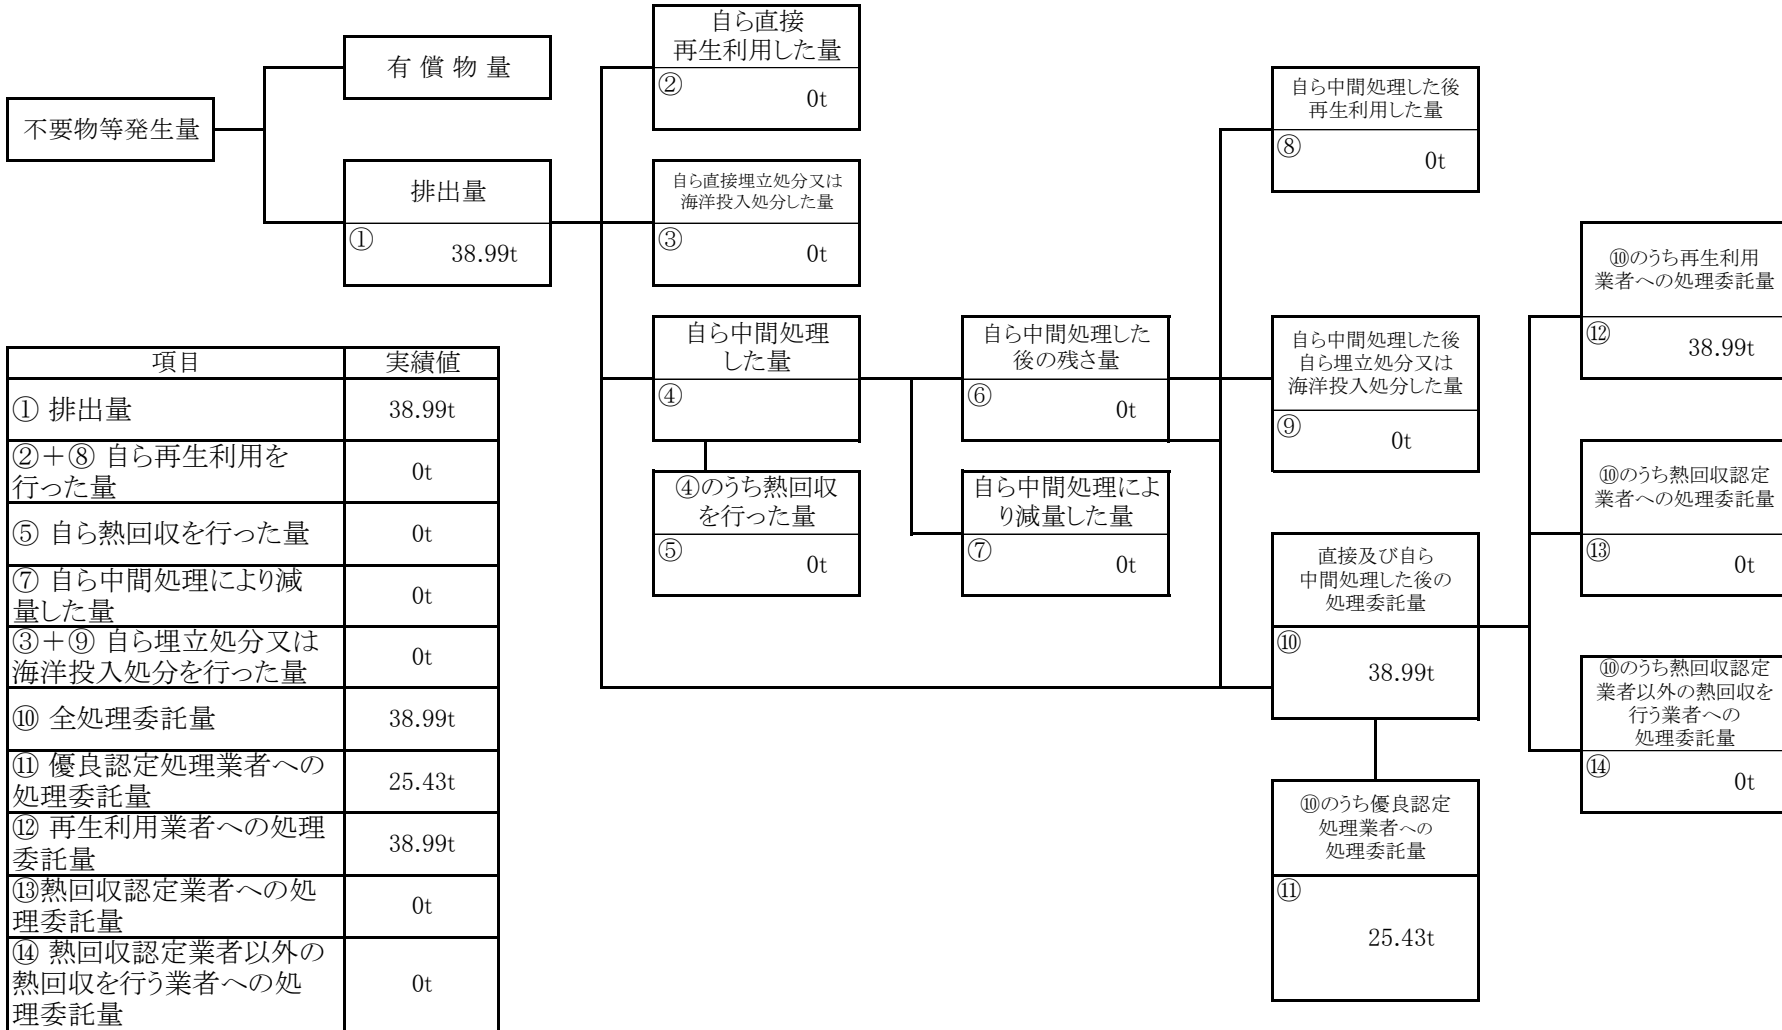 不要物等発生量
有 償 物 量
排出量
①
38.99t
自ら直接
再生利用した量
②
0t
自ら直接埋立処分又は
海洋投入処分した量
③
0t
自ら中間処理
した量
④
④のうち熱回収
を行った量
⑤
0t
自ら中間処理した
後の残さ量
⑥
0t
自ら中間処理によ
り減量した量
⑦
0t
自ら中間処理した後
再生利用した量
⑧
0t
自ら中間処理した後
自ら埋立処分又は
海洋投入処分した量
⑨
0t
直接及び自ら
中間処理した後の
処理委託量
⑩
38.99t
⑩のうち優良認定
処理業者への
処理委託量
⑪
25.43t
⑩のうち再生利用
業者への処理委託量
⑫
38.99t
⑩のうち熱回収認定
業者への処理委託量
⑬
0t
⑩のうち熱回収認定
業者以外の熱回収を
行う業者への
処理委託量
⑭
0t
項目 実績値
① 排出量 38.99t
②＋⑧ 自ら再生利用を
行った量 0t
⑤ 自ら熱回収を行った量 0t
⑦ 自ら中間処理により減
量した量 0t
③＋⑨ 自ら埋立処分又は
海洋投入処分を行った量 0t
⑩ 全処理委託量 38.99t
⑪ 優良認定処理業者への
処理委託量 25.43t
⑫ 再生利用業者への処理
委託量 38.99t
⑬熱回収認定業者への処
理委託量 0t
⑭ 熱回収認定業者以外の
熱回収を行う業者への処
理委託量 0t